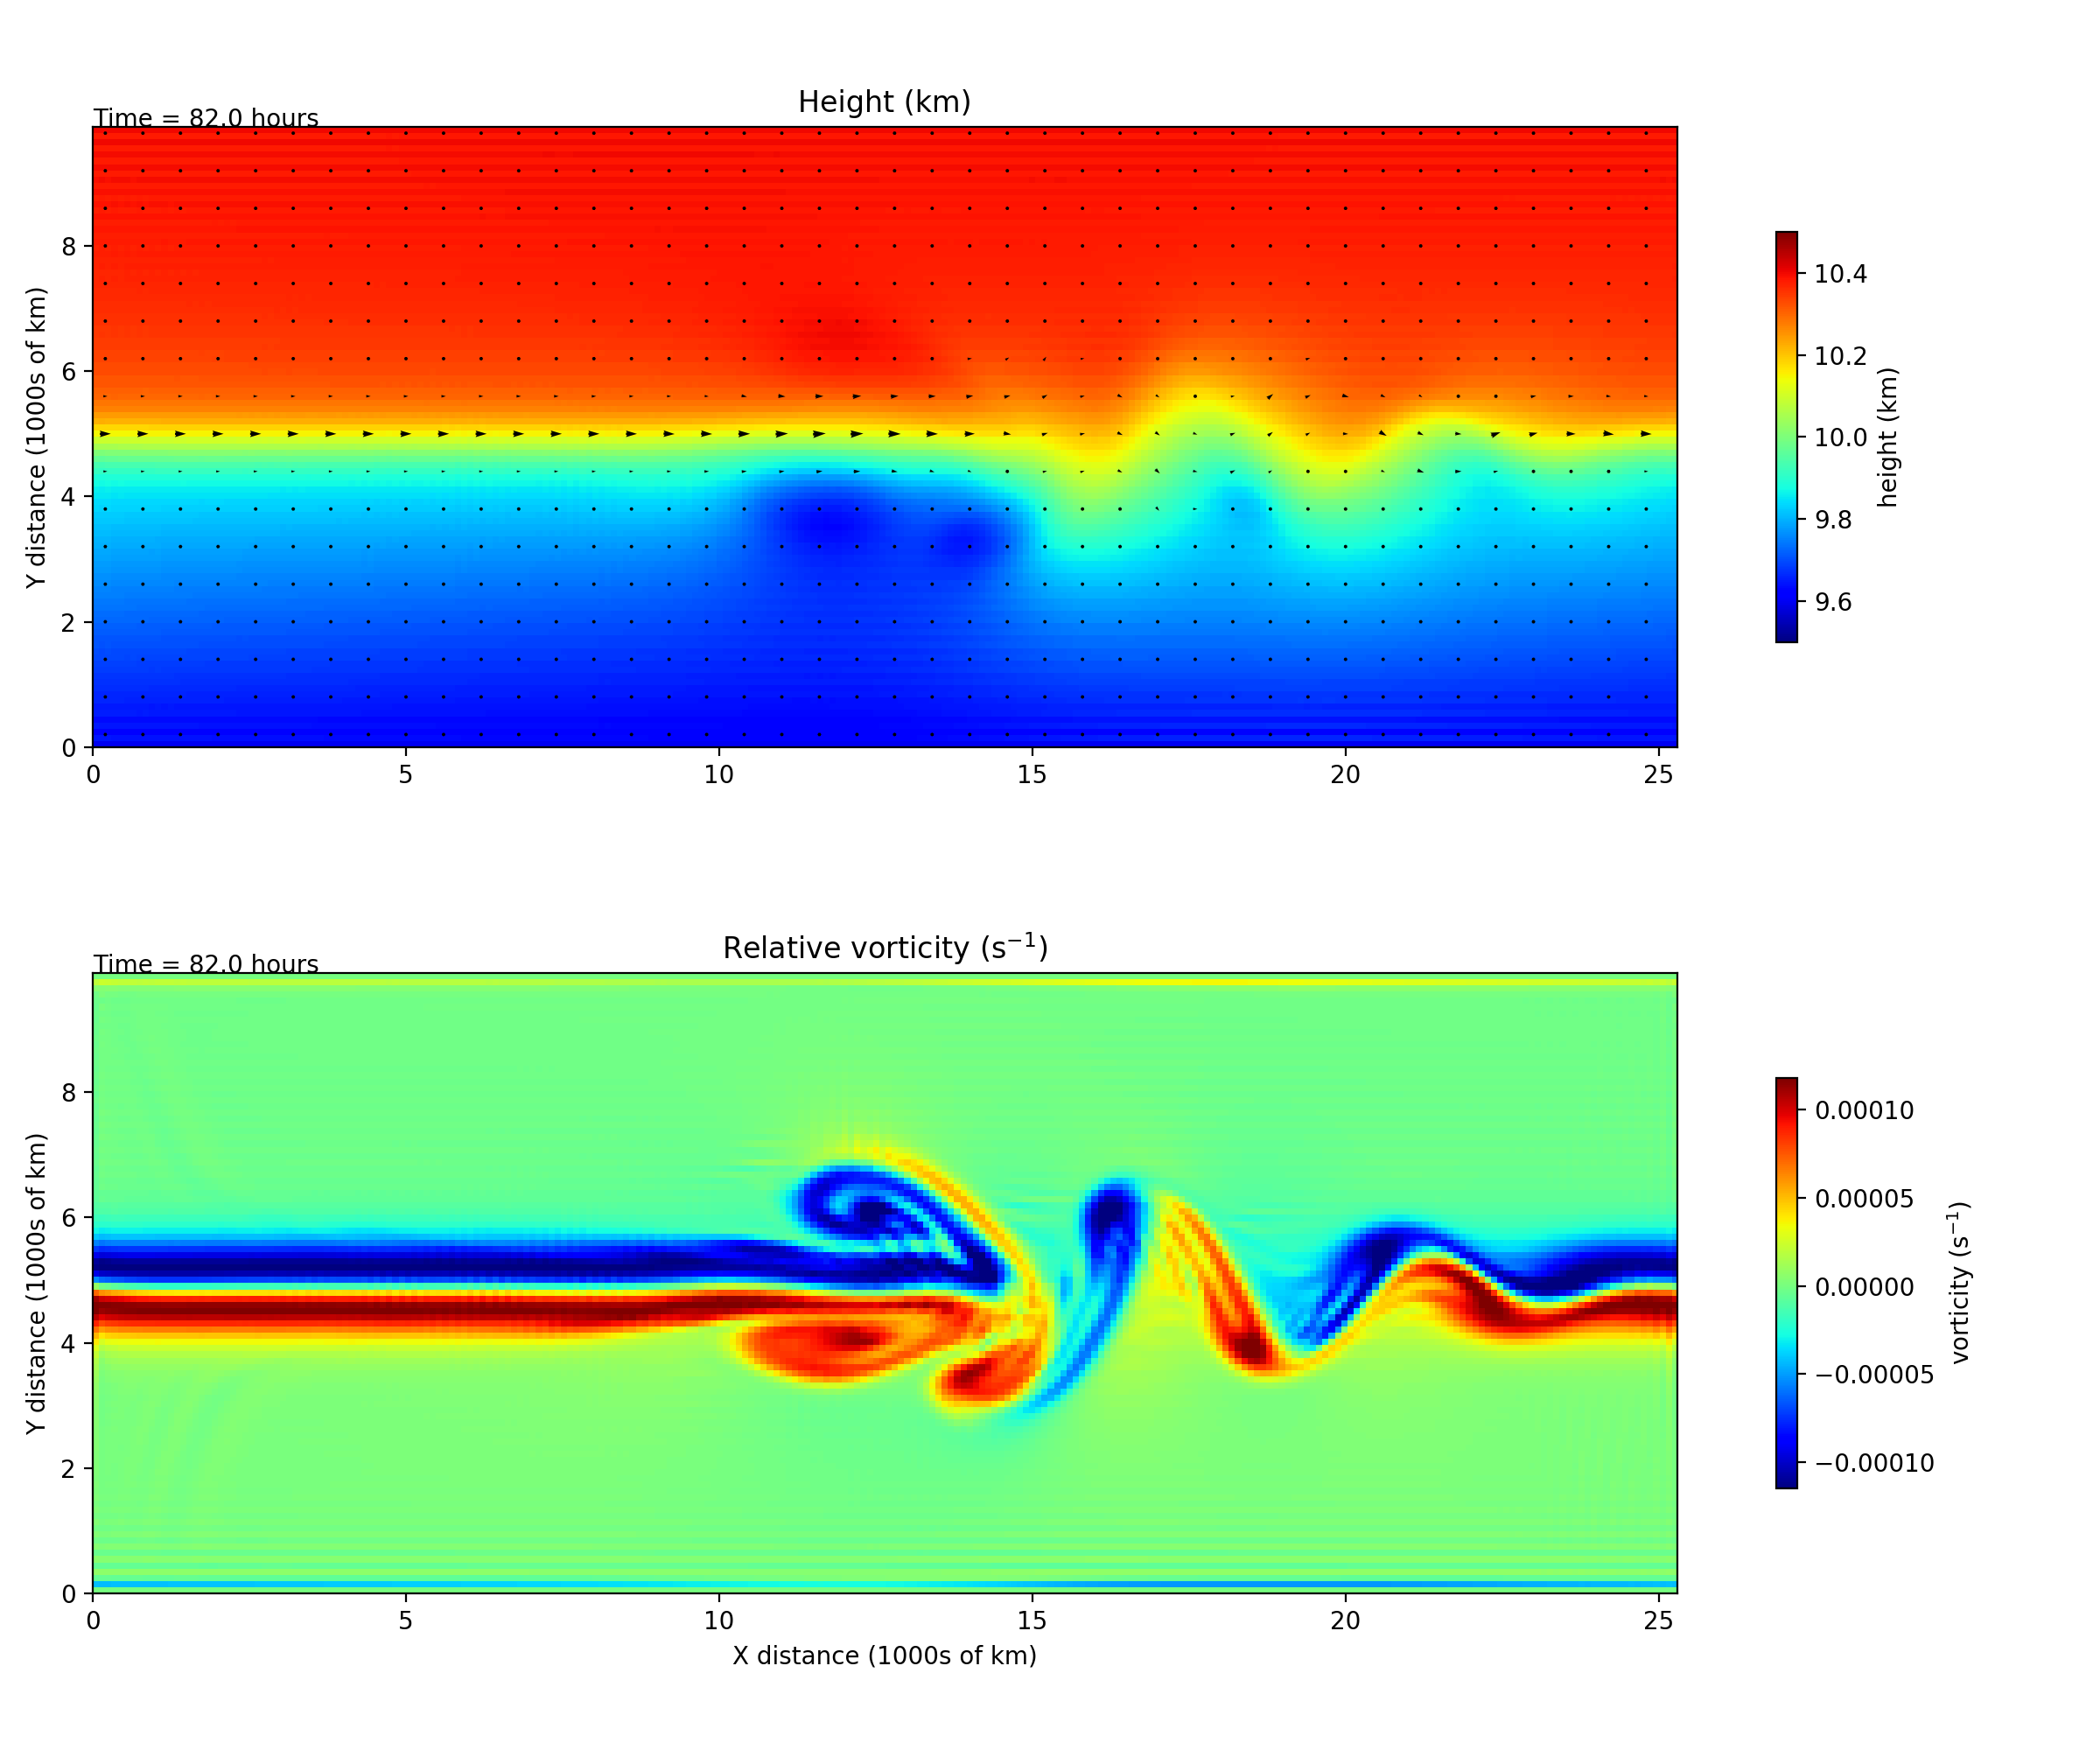 Height (km)
Time = 82.0 hours
Y distance (1000s of km)
8
6
4
2
0
0 5 10 15 20 25
10.4
10.2
10.0
9.8
9.6
height (km)
Relative vorticity (s⁻¹)
Time = 82.0 hours
Y distance (1000s of km)
8
6
4
2
0
0 5 10 15 20 25
X distance (1000s of km)
0.00010
0.00005
0.00000
−0.00005
−0.00010
vorticity (s⁻¹)